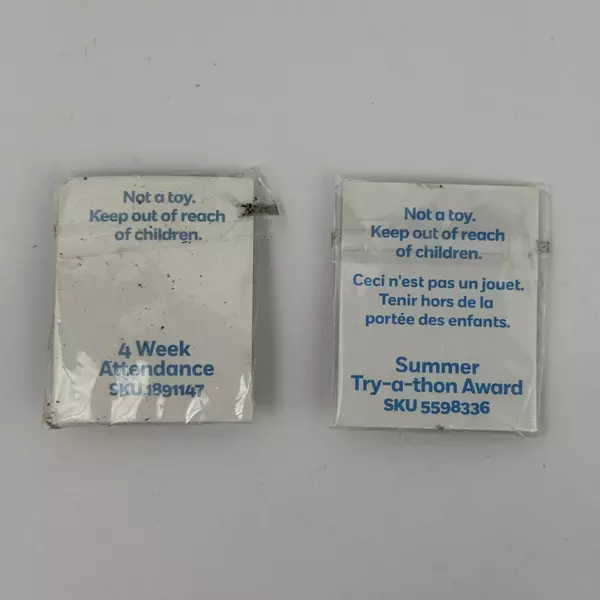 Not a toy.
Keep out of reach
of children.
4 Week
Attendance
SKU 1891147
Not a toy.
Keep out of reach
of children.
Ceci n'est pas un jouet.
Tenir hors de la
portée des enfants.
Summer
Try-a-thon Award
SKU 5598336